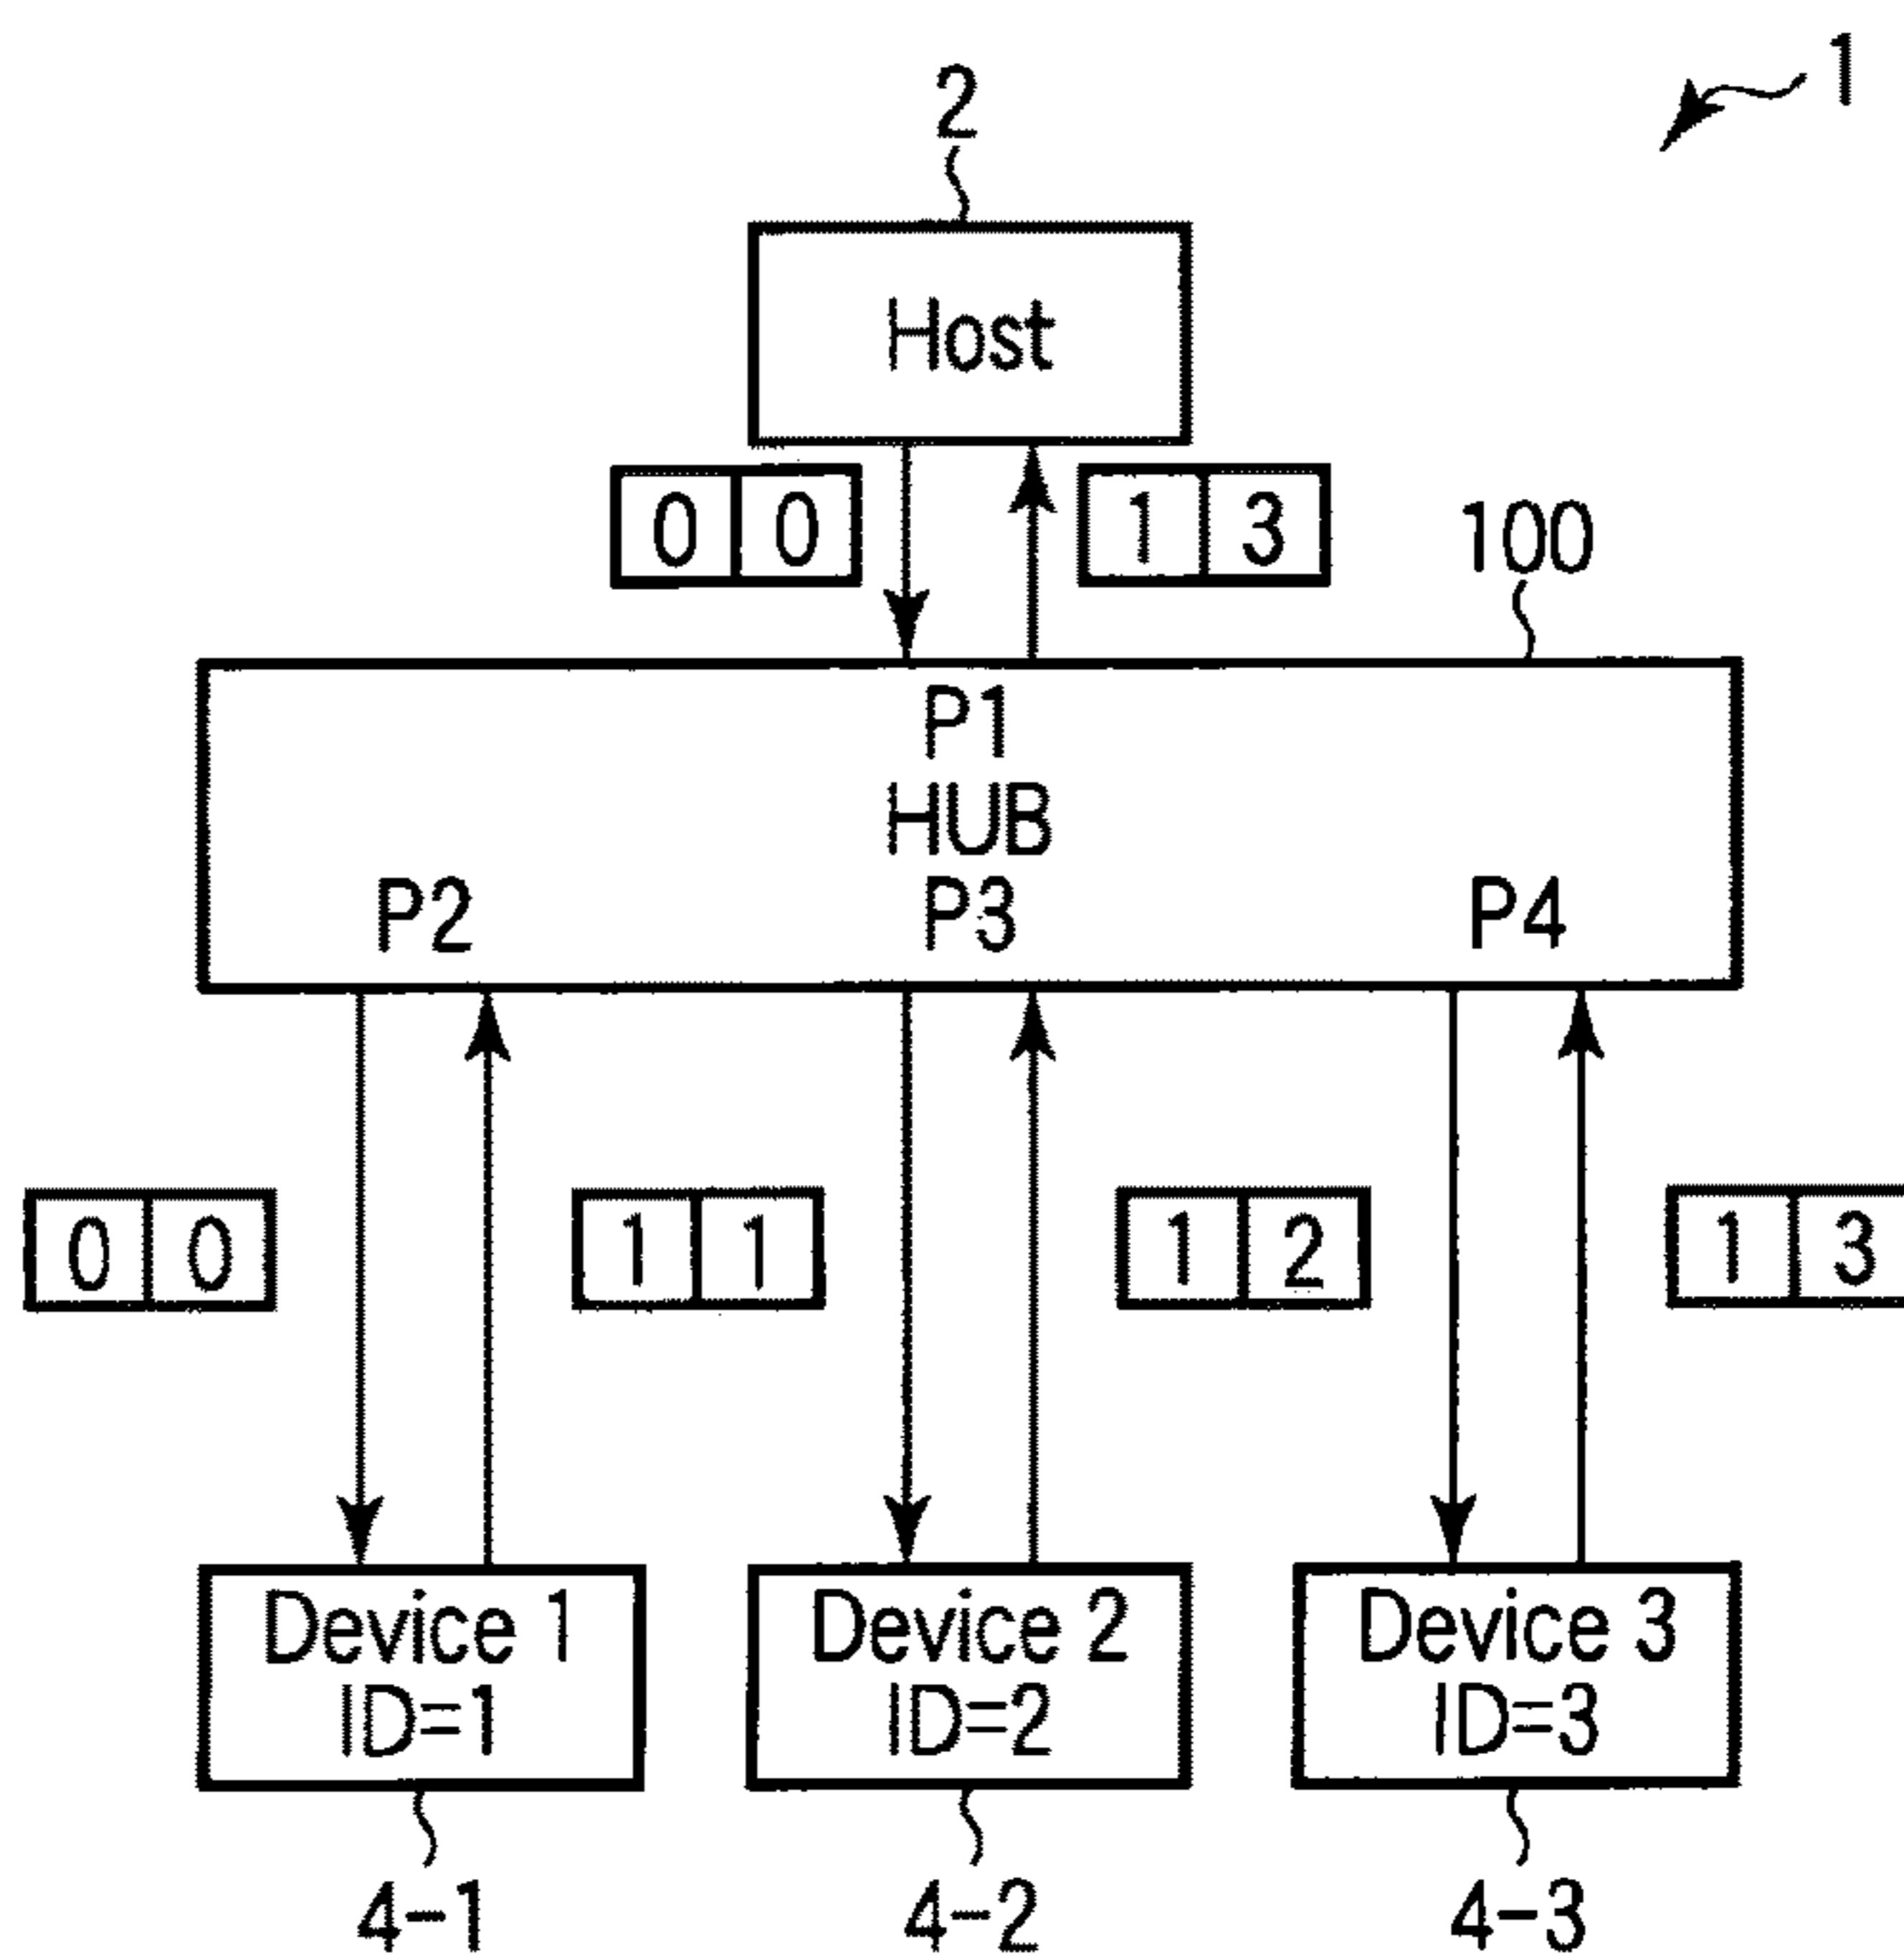 1
2
Host
0 0
1 3
100
P1
HUB
P2 P3 P4
0 0
1 1
1 2
1 3
Device 1
ID=1
Device 2
ID=2
Device 3
ID=3
4-1
4-2
4-3